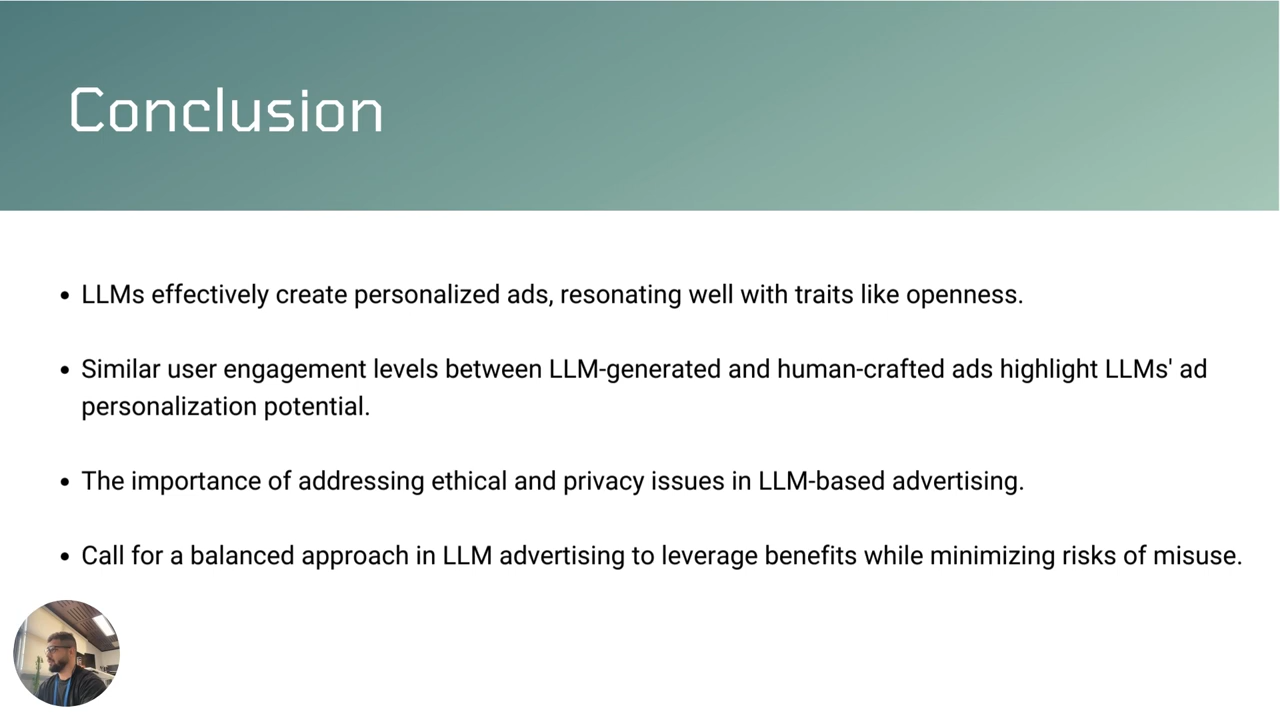 Conclusion
• LLMs effectively create personalized ads, resonating well with traits like openness.
• Similar user engagement levels between LLM-generated and human-crafted ads highlight LLMs' ad
personalization potential.
• The importance of addressing ethical and privacy issues in LLM-based advertising.
• Call for a balanced approach in LLM advertising to leverage benefits while minimizing risks of misuse.